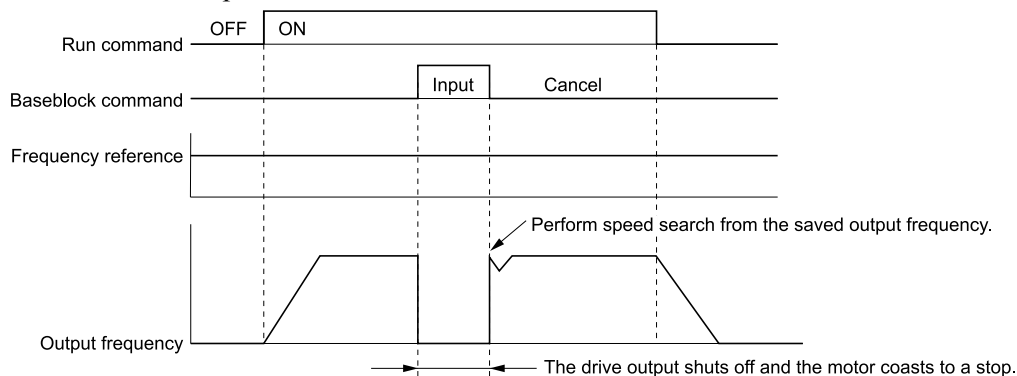 OFF ON
Run command
Input Cancel
Baseblock command
Frequency reference
Perform speed search from the saved output frequency.
Output frequency
The drive output shuts off and the motor coasts to a stop.